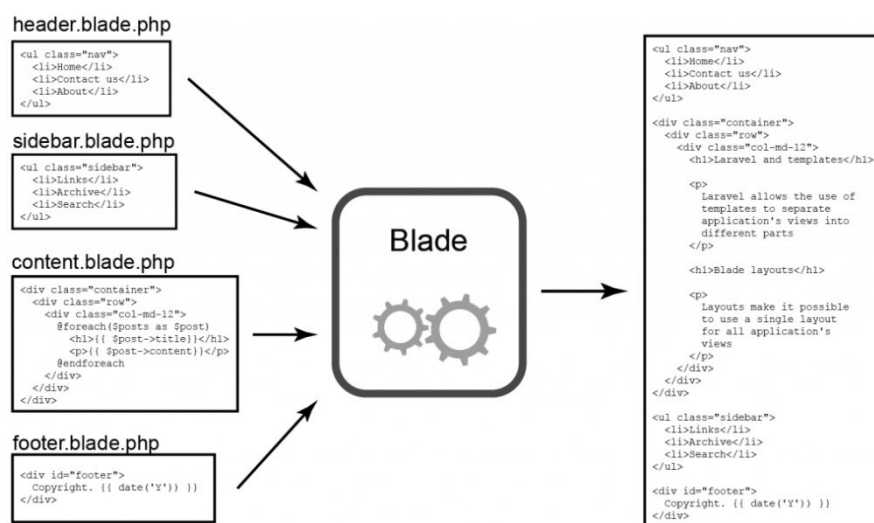 header.blade.php
<ul class="nav">
  <li>Home</li>
  <li>Contact us</li>
  <li>About</li>
</ul>
sidebar.blade.php
<ul class="sidebar">
  <li>Links</li>
  <li>Archive</li>
  <li>Search</li>
</ul>
content.blade.php
<div class="container">
  <div class="row">
    <div class="col-md-12">
      @foreach($posts as $post)
        <h1>{{ $post->title}}</h1>
        <p>{{ $post->content}}</p>
      @endforeach
    </div>
  </div>
</div>
footer.blade.php
<div id="footer">
  Copyright. {{ date('Y')) }}
</div>
Blade
<ul class="nav">
  <li>Home</li>
  <li>Contact us</li>
  <li>About</li>
</ul>
<div class="container">
  <div class="row">
    <div class="col-md-12">
      <h1>Laravel and templates</h1>
      <p>
        Laravel allows the use of
        templates to separate
        application's views into
        different parts
      </p>
      <h1>Blade layouts</h1>
      <p>
        Layouts make it possible
        to use a single layout
        for all application's
        views
      </p>
    </div>
  </div>
</div>
<ul class="sidebar">
  <li>Links</li>
  <li>Archive</li>
  <li>Search</li>
</ul>
<div id="footer">
  Copyright. {{ date('Y')) }}
</div>